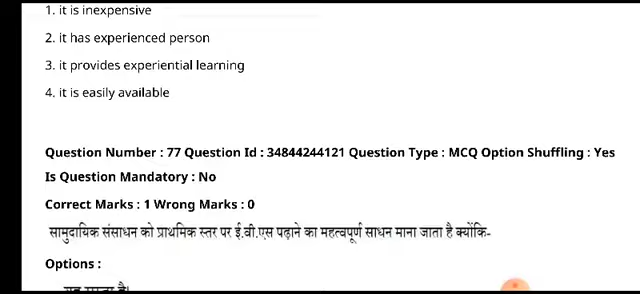 1. it is inexpensive
2. it has experienced person
3. it provides experiential learning
4. it is easily available
Question Number : 77 Question Id : 34844244121 Question Type : MCQ Option Shuffling : Yes
Is Question Mandatory : No
Correct Marks : 1 Wrong Marks : 0
सामुदायिक संसाधन को प्राथमिक स्तर पर ई.वी.एस पढ़ाने का महत्वपूर्ण साधन माना जाता है क्योंकि-
Options :